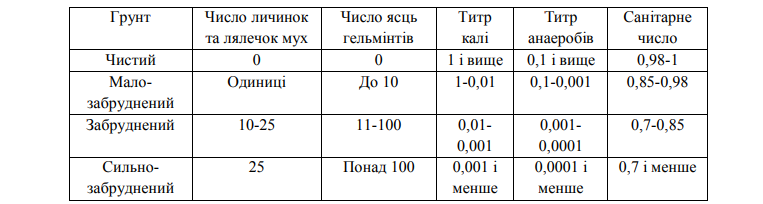 Грунт Число личинок та лялечок мух Число яєць гельмінтів Титр калі Титр анаеробів Санітарне число
Чистий 0 0 1 і вище 0,1 і вище 0,98-1
Мало-забруднений Одиниці До 10 1-0,01 0,1-0,001 0,85-0,98
Забруднений 10-25 11-100 0,01-0,001 0,001-0,0001 0,7-0,85
Сильно-забруднений 25 Понад 100 0,001 і менше 0,0001 і менше 0,7 і менше